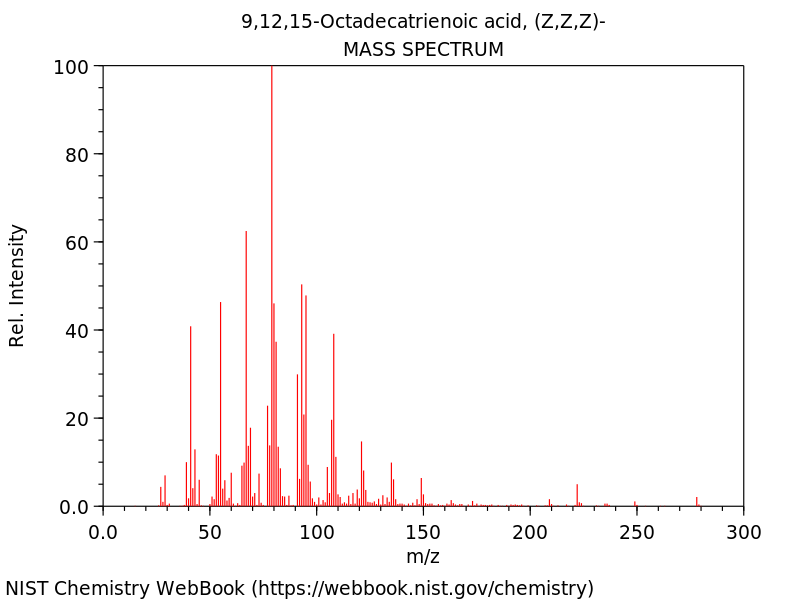 9,12,15-Octadecatrienoic acid, (Z,Z,Z)-
MASS SPECTRUM
100
80
60
40
20
0.0
Rel. Intensity
0.0 50 100 150 200 250 300
m/z
NIST Chemistry WebBook (https://webbook.nist.gov/chemistry)